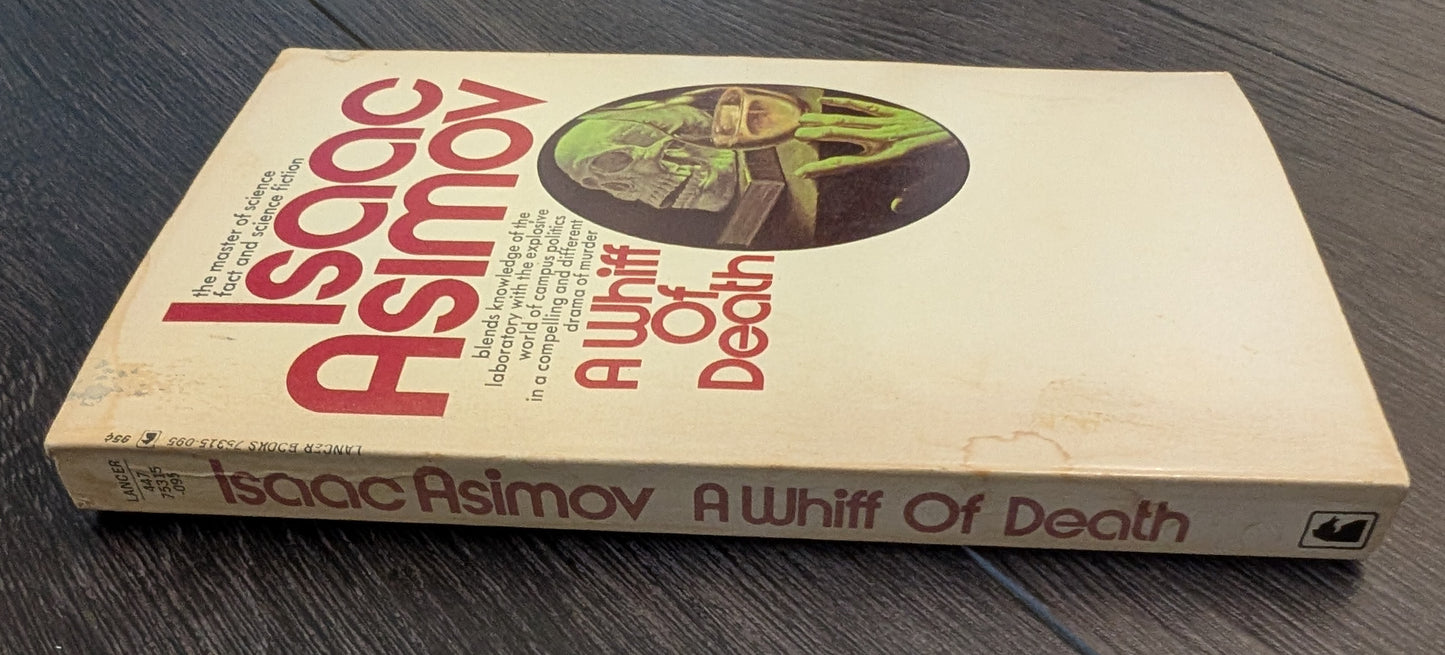 the master of science
fact and science fiction
Isaac
Asimov
blends knowledge of the
laboratory with the explosive
world of campus politics
in a compelling and different
drama of murder
A Whiff
Of
Death
LANCER BOOKS 75315-095 95¢
LANCER
447
75315
-095
Isaac Asimov A Whiff Of Death